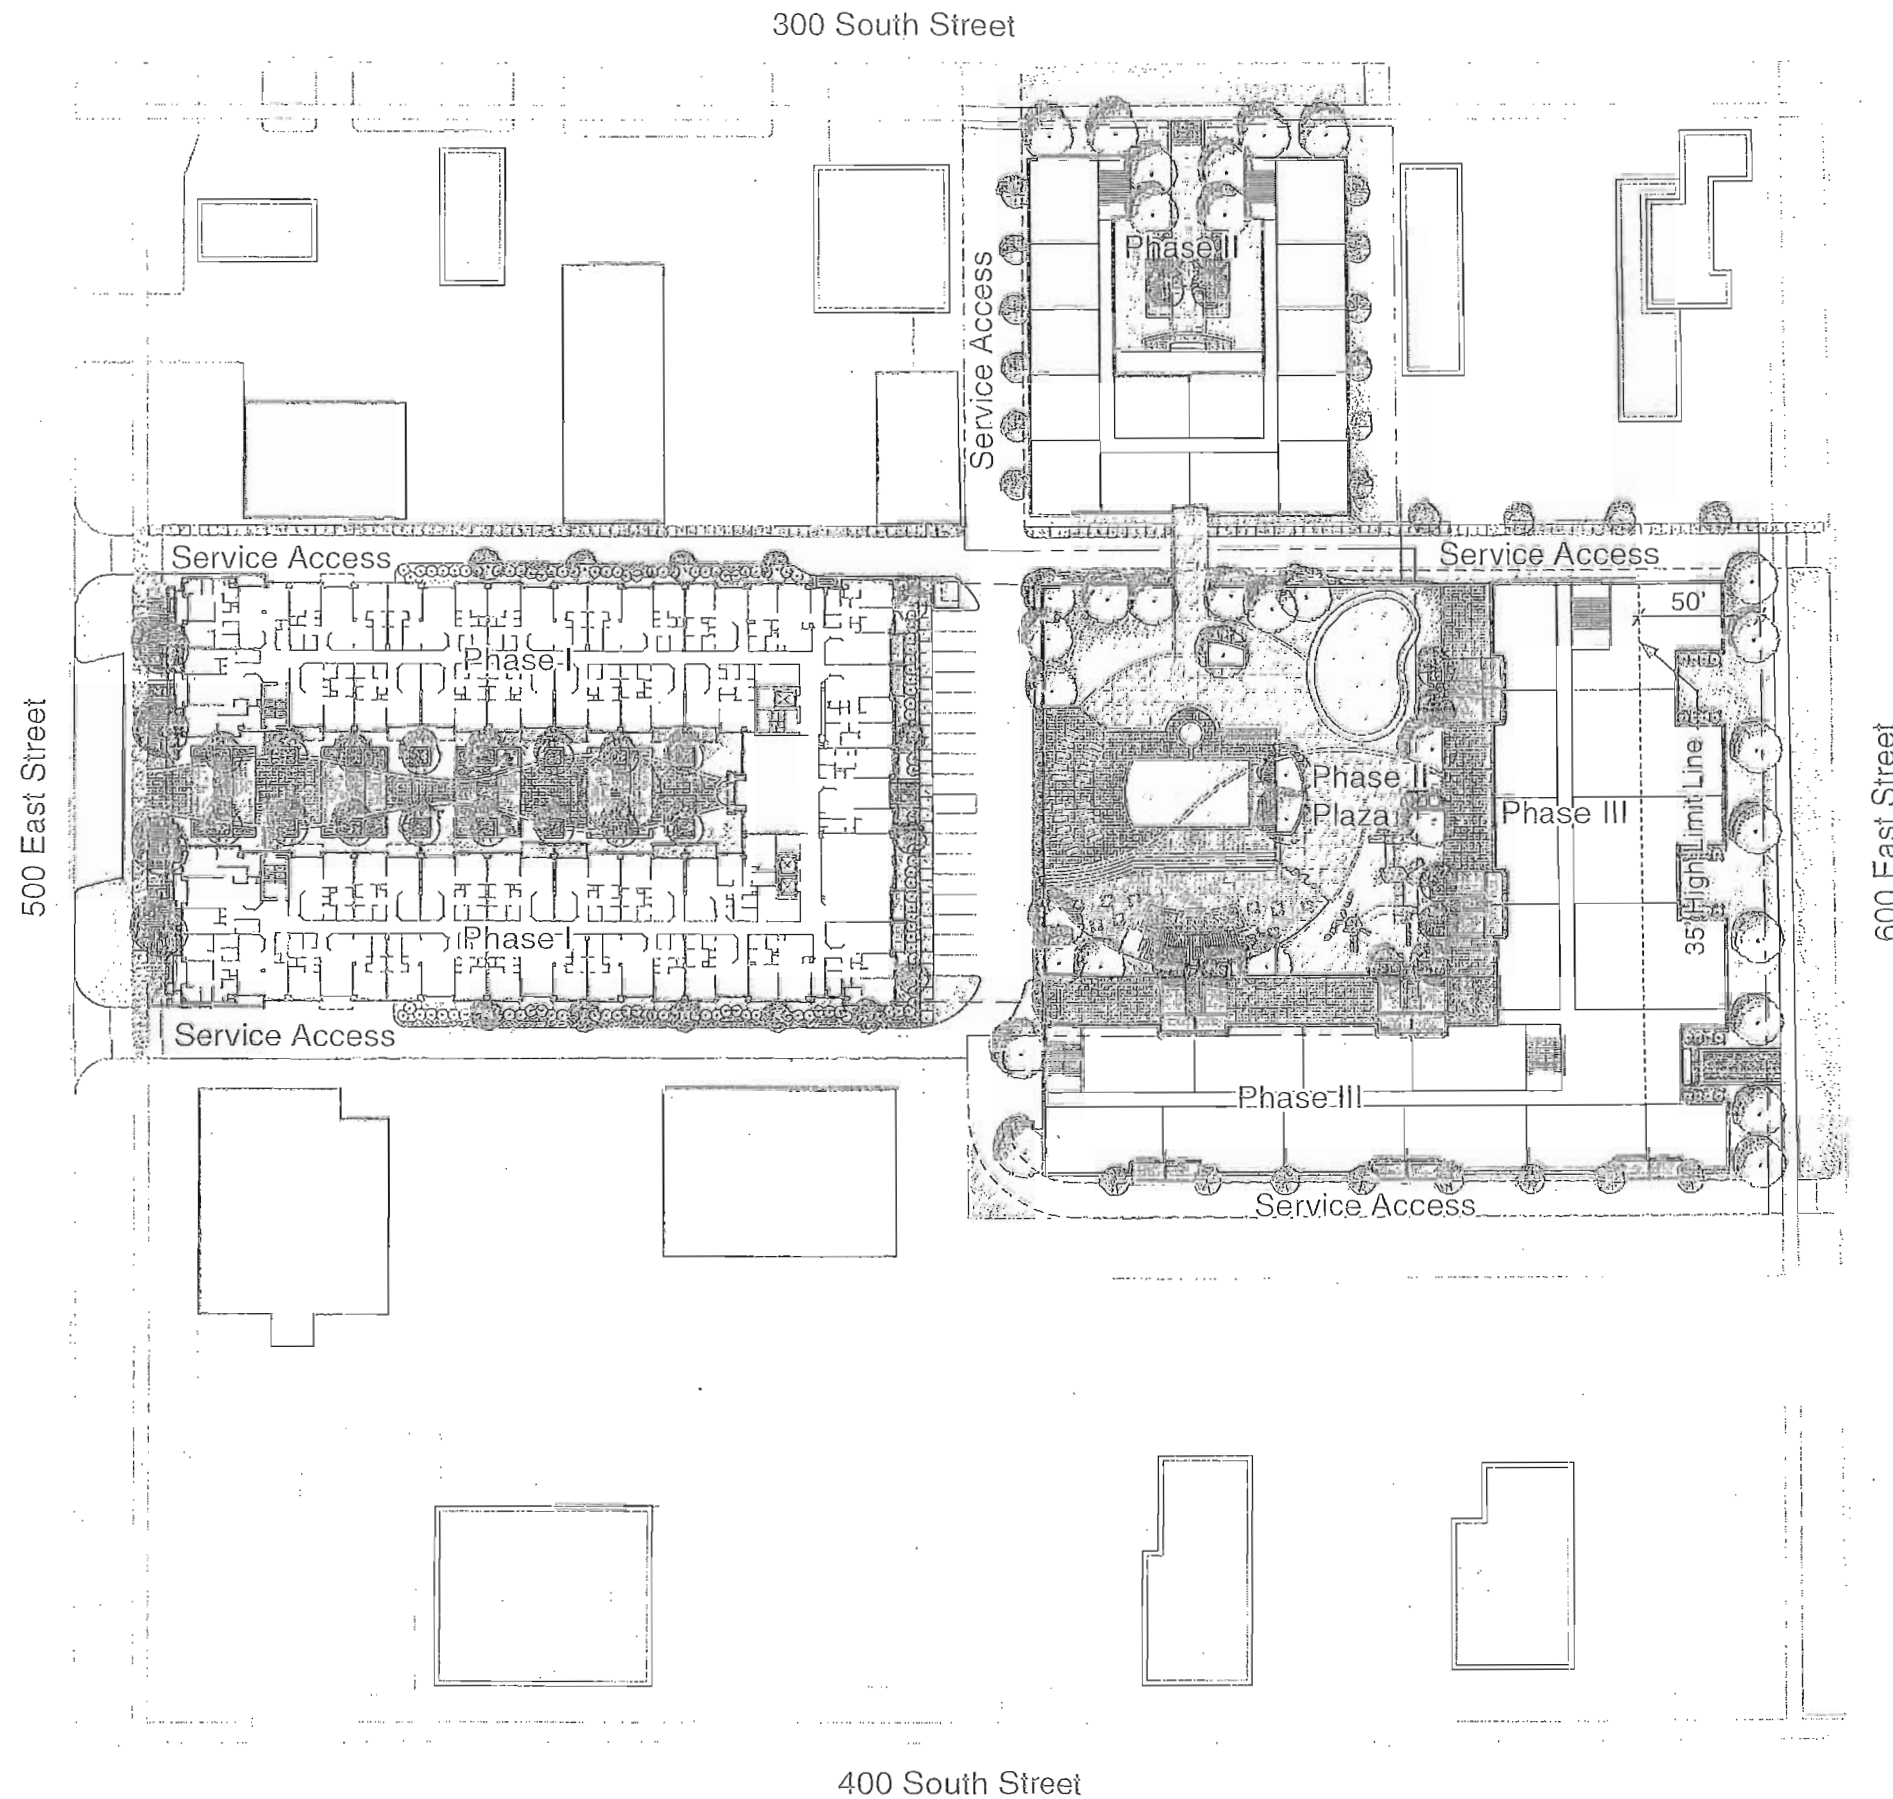 300 South Street
Phase II
Service Access
Service Access
Service Access
50'
Phase I
500 East Street
Phase II
Plaza
Phase III
35' High Limit Line
600 East Street
Phase I
Service Access
Phase III
Service Access
400 South Street